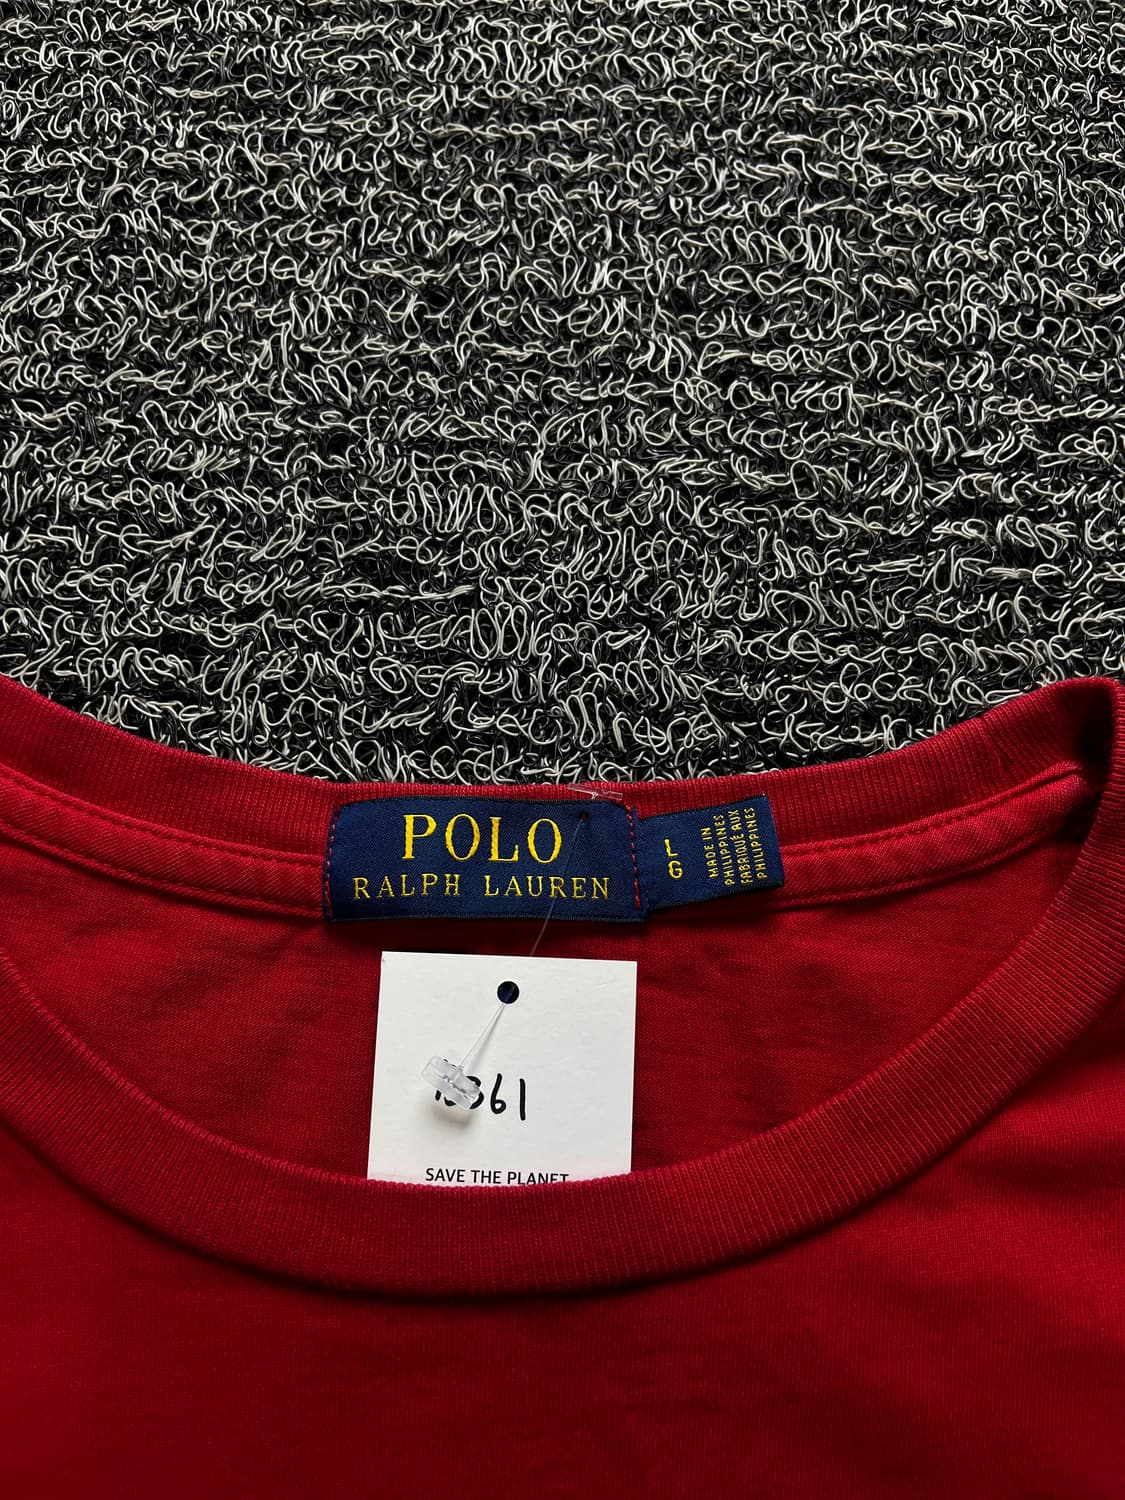 POLO
RALPH LAUREN
L
G
MADE IN
PHILIPPINES
FABRIQUÉ AUX
PHILIPPINES
SAVE THE PLANET